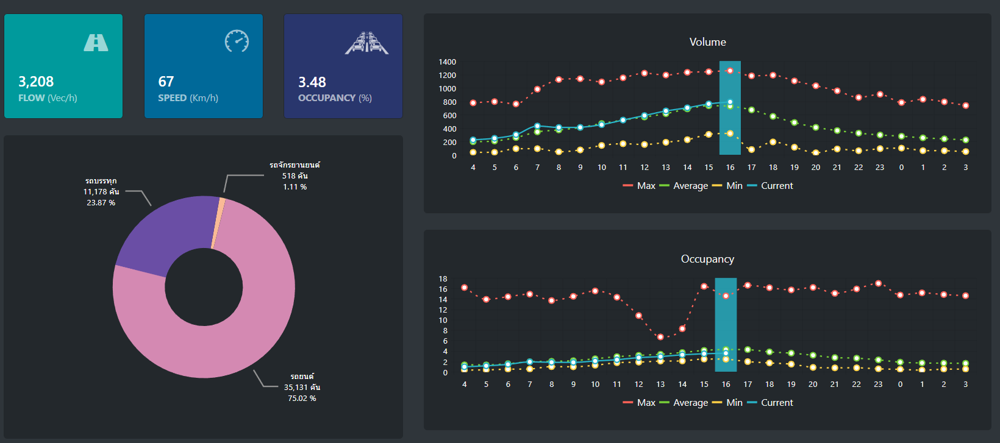 3,208
FLOW (Vec/h)
67
SPEED (Km/h)
3.48
OCCUPANCY (%)
รถจักรยานยนต์
518 คัน
1.11 %
รถบรรทุก
11,178 คัน
23.87 %
รถยนต์
35,131 คัน
75.02 %
Volume
1400
1200
1000
800
600
400
200
0
4 5 6 7 8 9 10 11 12 13 14 15 16 17 18 19 20 21 22 23 0 1 2 3
Max Average Min Current
Occupancy
18
16
14
12
10
8
6
4
2
0
4 5 6 7 8 9 10 11 12 13 14 15 16 17 18 19 20 21 22 23 0 1 2 3
Max Average Min Current